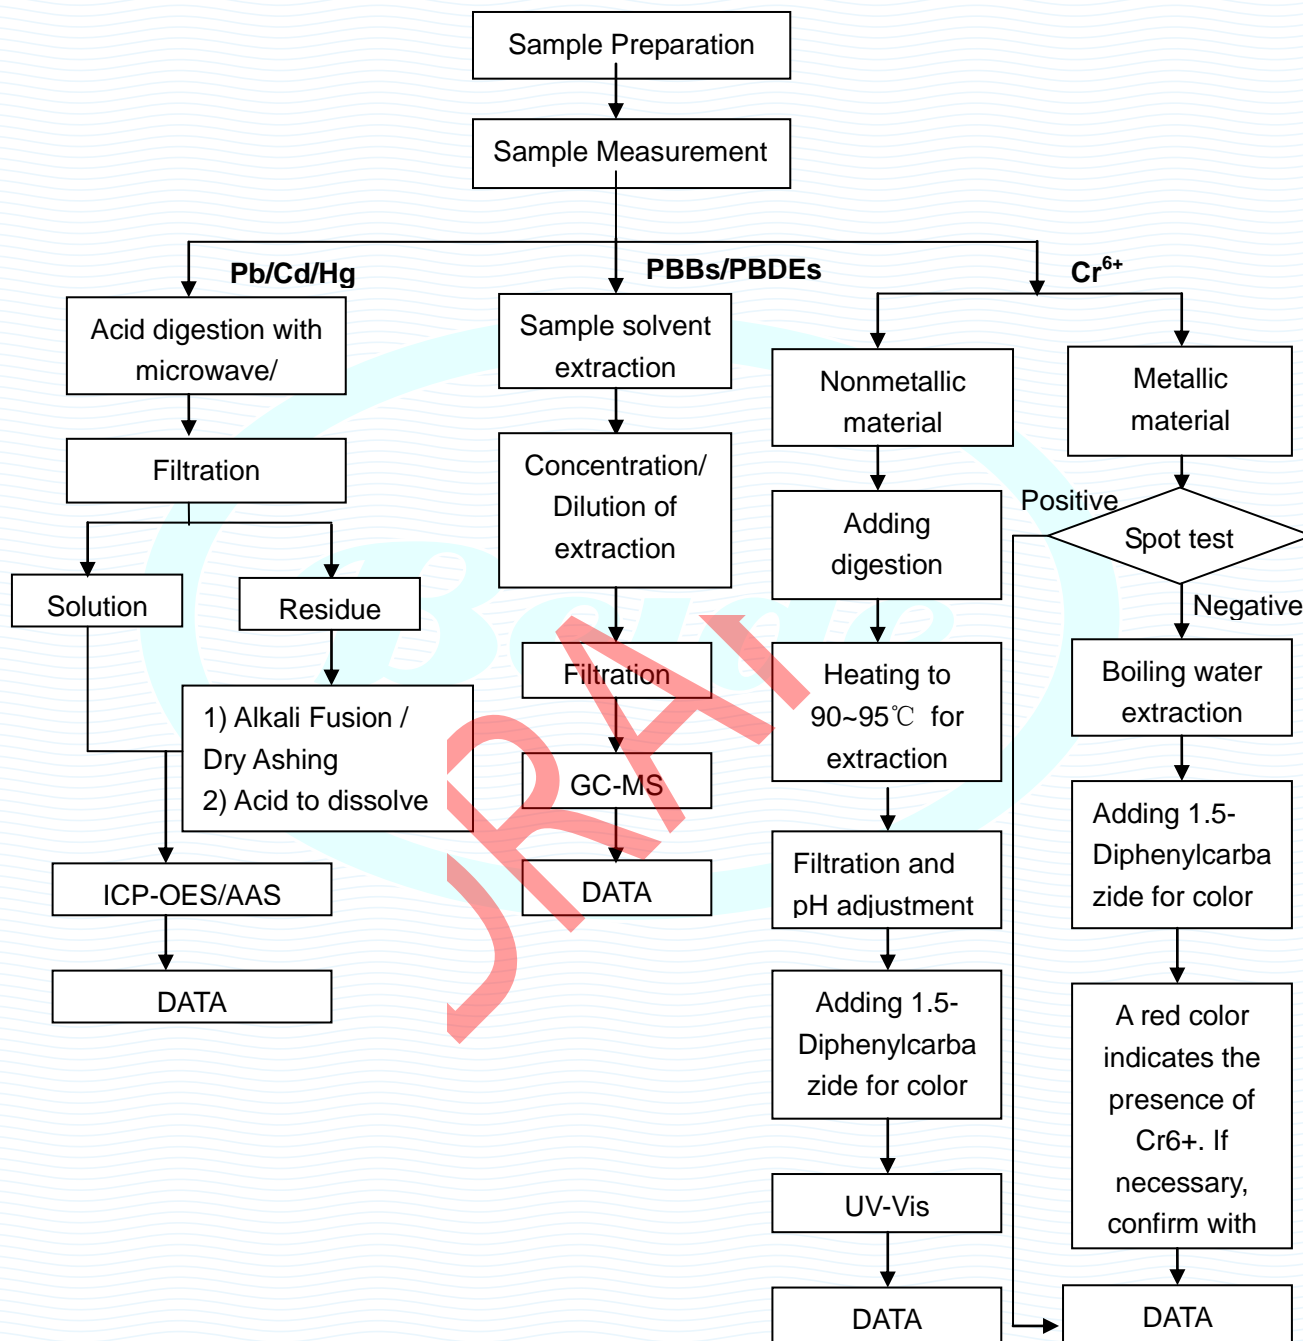 Sample Preparation
Sample Measurement
Pb/Cd/Hg
PBBs/PBDEs
Cr6+
Acid digestion with
microwave/
Filtration
Solution
Residue
1) Alkali Fusion /
Dry Ashing
2) Acid to dissolve
ICP-OES/AAS
DATA
Sample solvent
extraction
Concentration/
Dilution of
extraction
Filtration
GC-MS
DATA
Nonmetallic
material
Adding
digestion
Heating to
90~95℃ for
extraction
Filtration and
pH adjustment
Adding 1.5-
Diphenylcarba
zide for color
UV-Vis
DATA
Metallic
material
Positive
Spot test
Negative
Boiling water
extraction
Adding 1.5-
Diphenylcarba
zide for color
A red color
indicates the
presence of
Cr6+. If
necessary,
confirm with
DATA